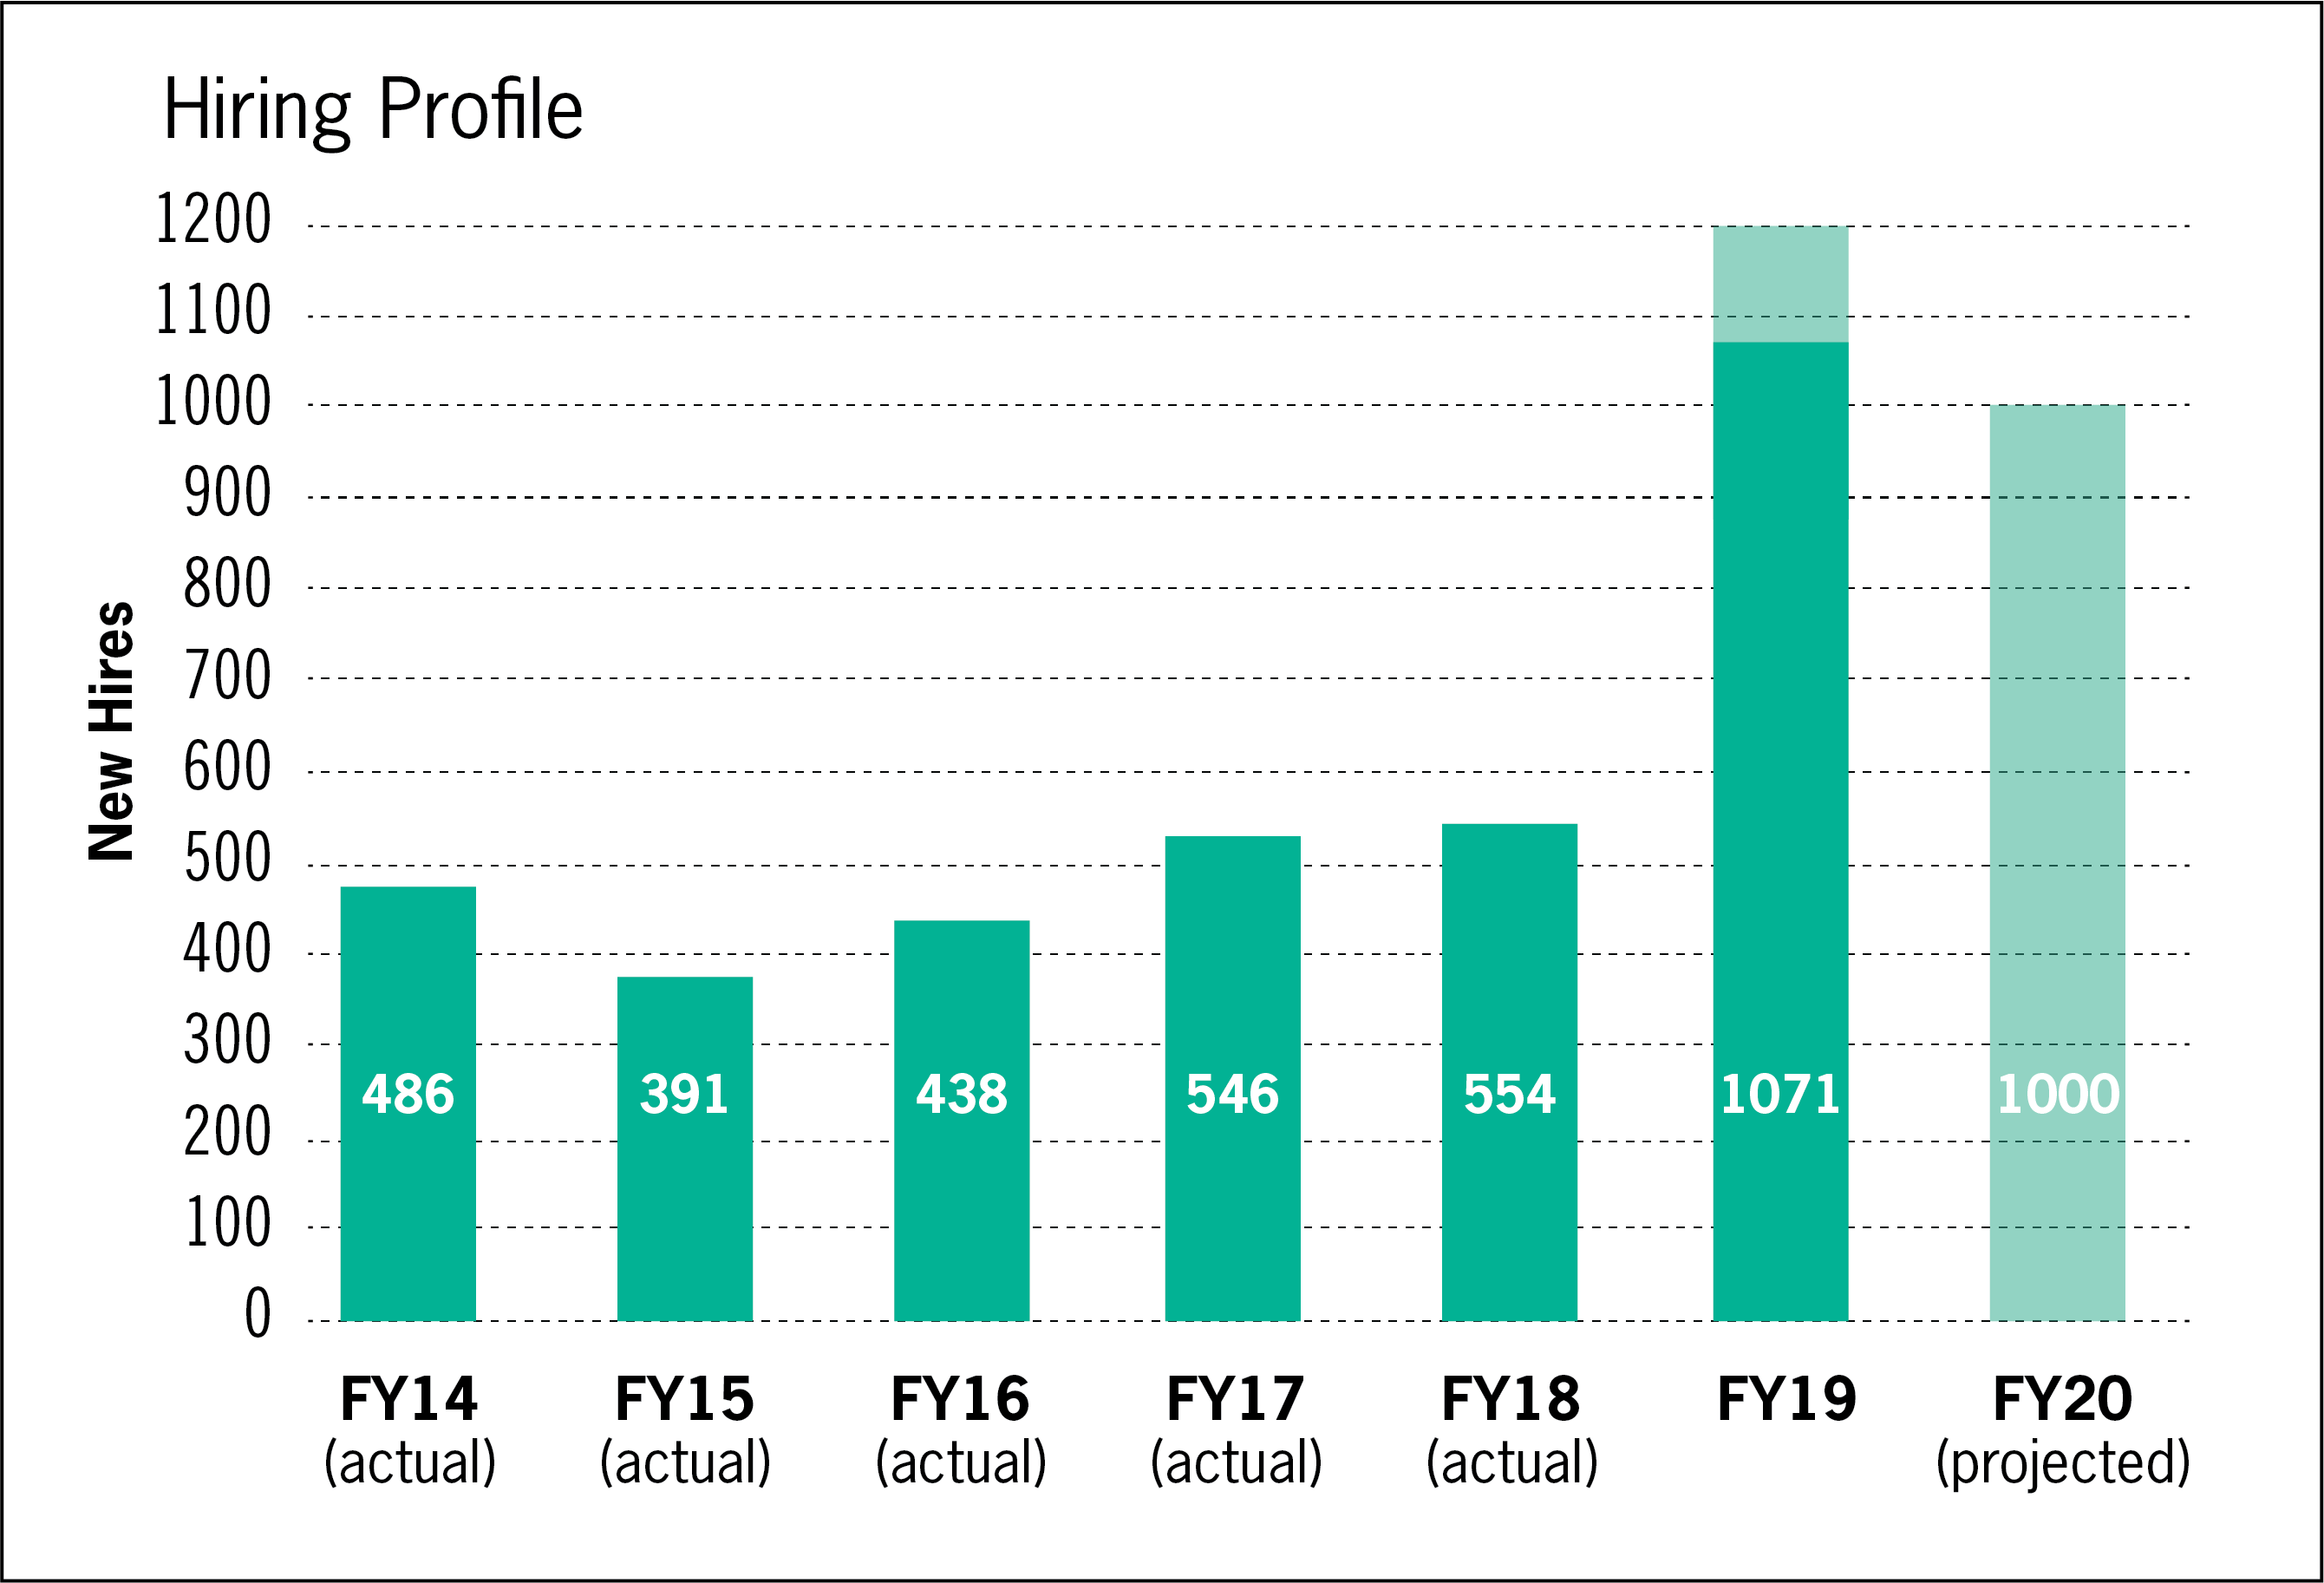 Hiring Profile
1200
1100
1000
900
800
700
600
500
400
300
200
100
0
New Hires
486 391 438 546 554 1071 1000
FY14 FY15 FY16 FY17 FY18 FY19 FY20
(actual) (actual) (actual) (actual) (actual) (projected)